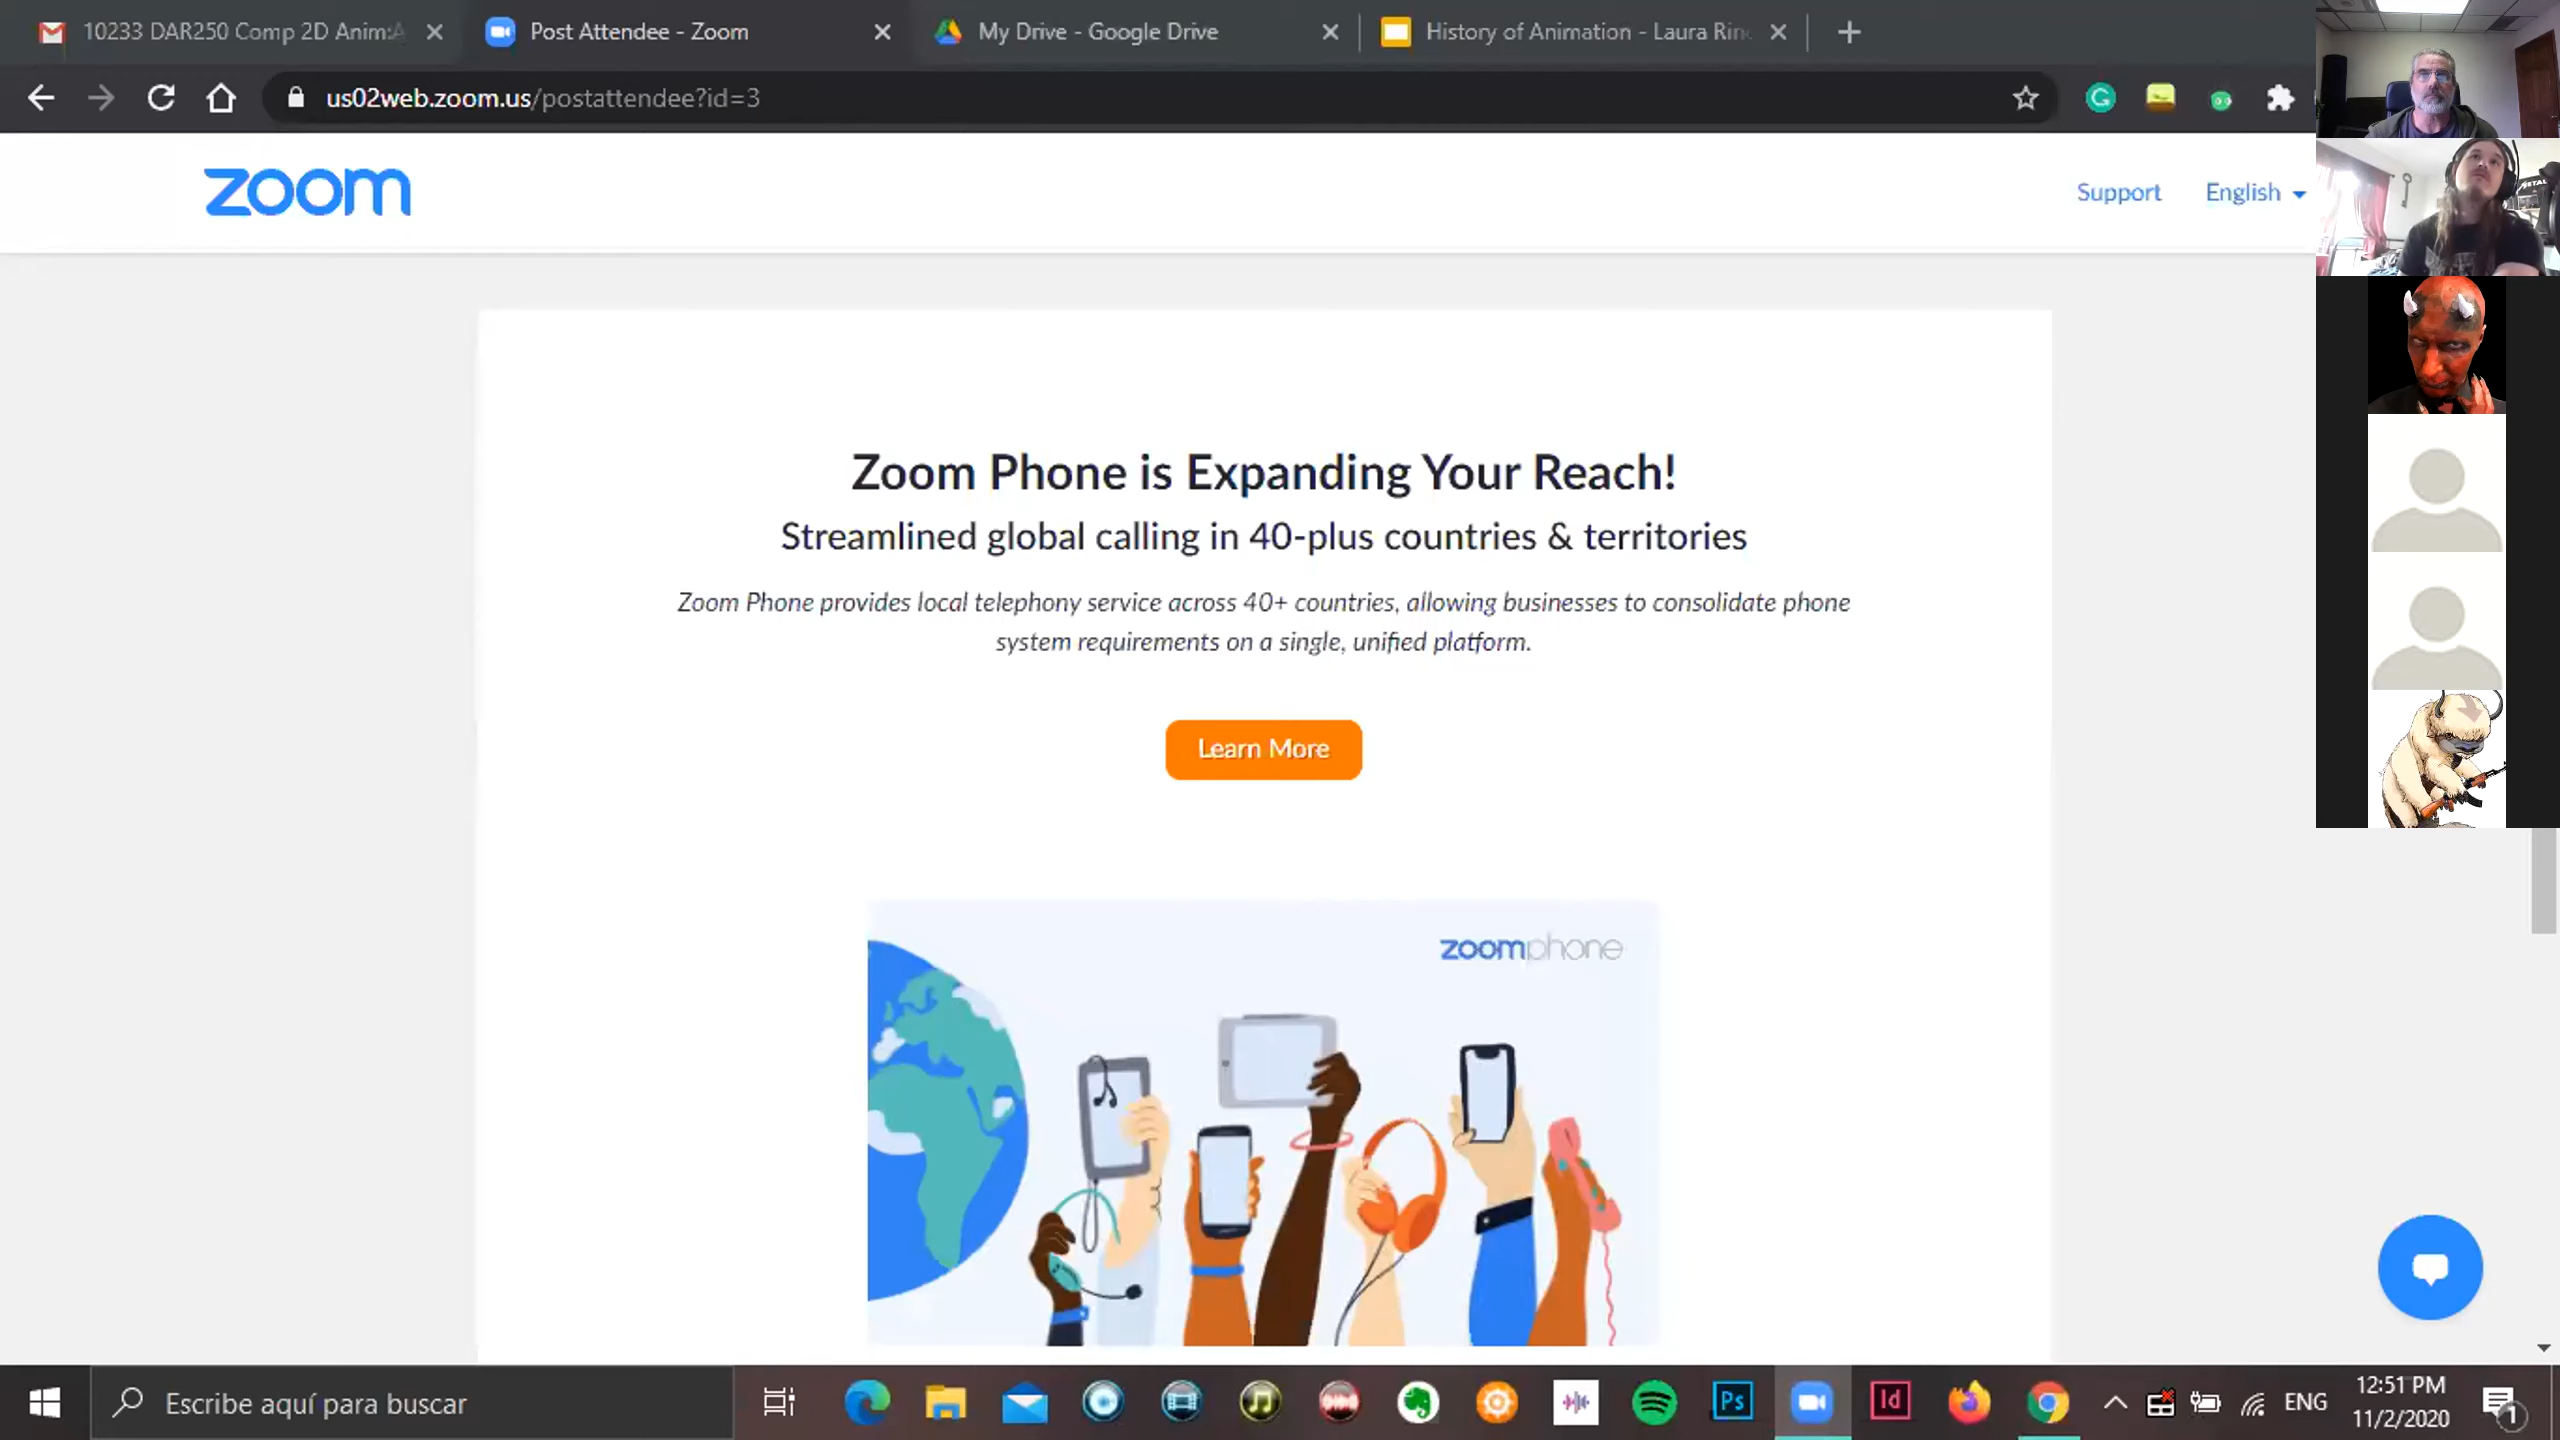 10233 DAR250 Comp 2D Anim:A
Post Attendee - Zoom
My Drive - Google Drive
History of Animation - Laura Rin
us02web.zoom.us/postattendee?id=3
zoom
Support
English
Zoom Phone is Expanding Your Reach!
Streamlined global calling in 40-plus countries & territories
Zoom Phone provides local telephony service across 40+ countries, allowing businesses to consolidate phone
system requirements on a single, unified platform.
Learn More
zoomphone
Escribe aquí para buscar
Ps
Id
ENG
12:51 PM
11/2/2020
1